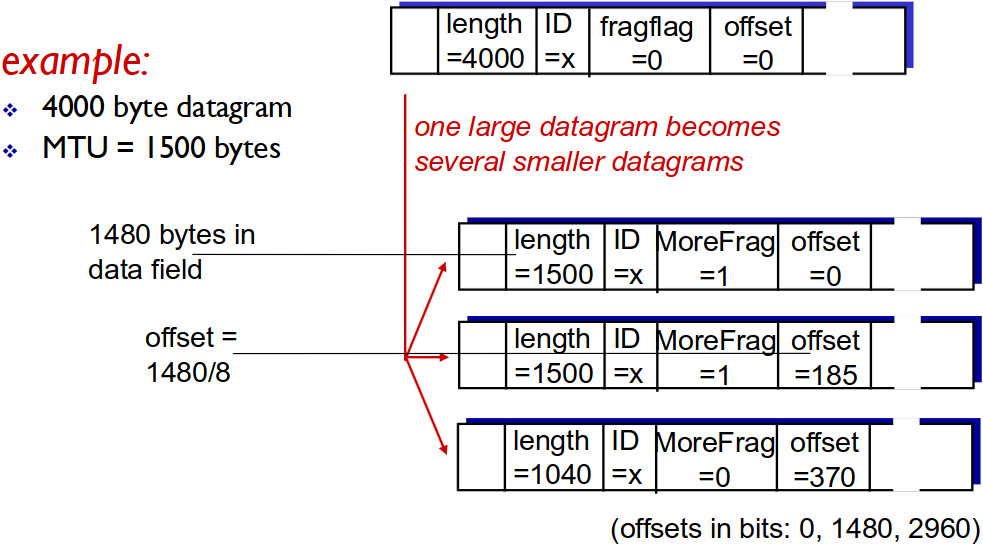 length ID fragflag offset
=4000 =x =0 =0
example:
❖ 4000 byte datagram
❖ MTU = 1500 bytes
one large datagram becomes
several smaller datagrams
1480 bytes in
data field
length ID MoreFrag offset
=1500 =x =1 =0
offset =
1480/8
length ID MoreFrag offset
=1500 =x =1 =185
length ID MoreFrag offset
=1040 =x =0 =370
(offsets in bits: 0, 1480, 2960)